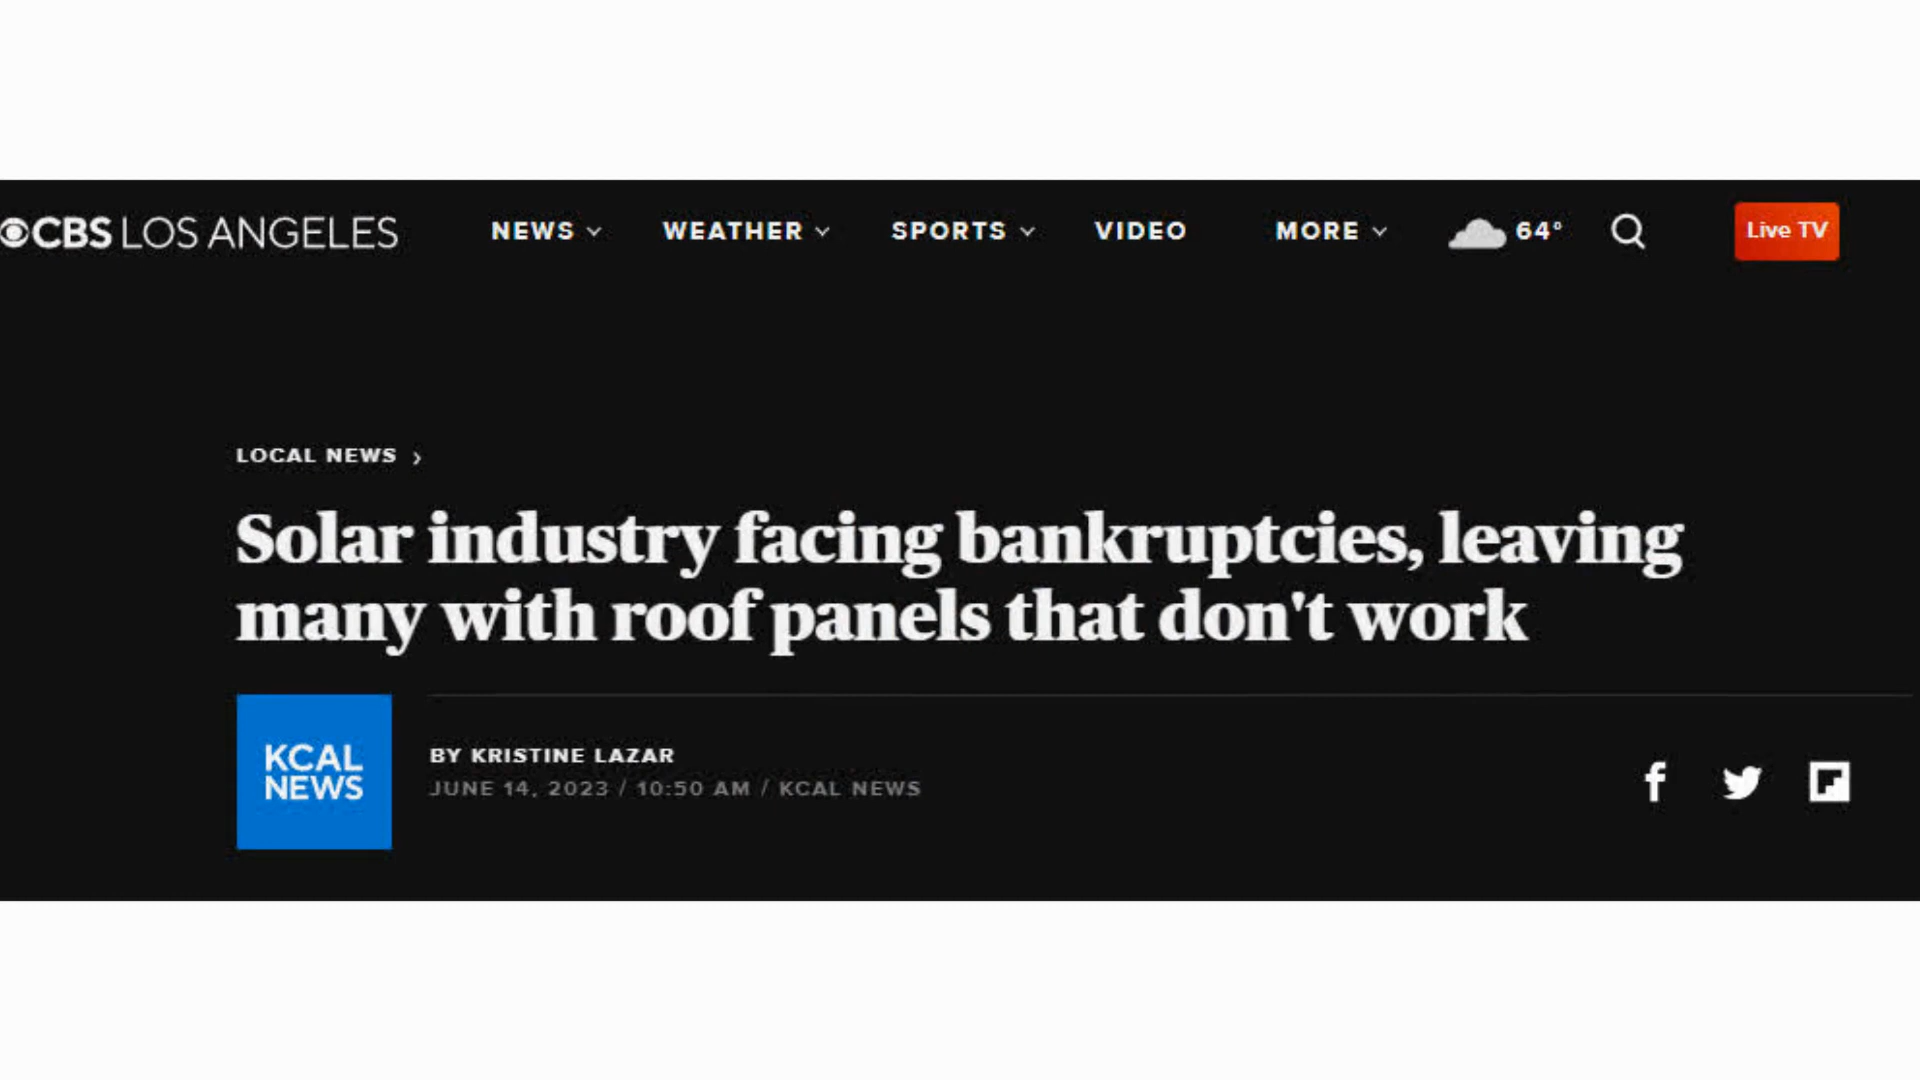 CBS LOS ANGELES NEWS WEATHER SPORTS VIDEO MORE 64° Live TV
LOCAL NEWS
Solar industry facing bankruptcies, leaving
many with roof panels that don't work
KCAL
NEWS
BY KRISTINE LAZAR
JUNE 14, 2023 / 10:50 AM / KCAL NEWS